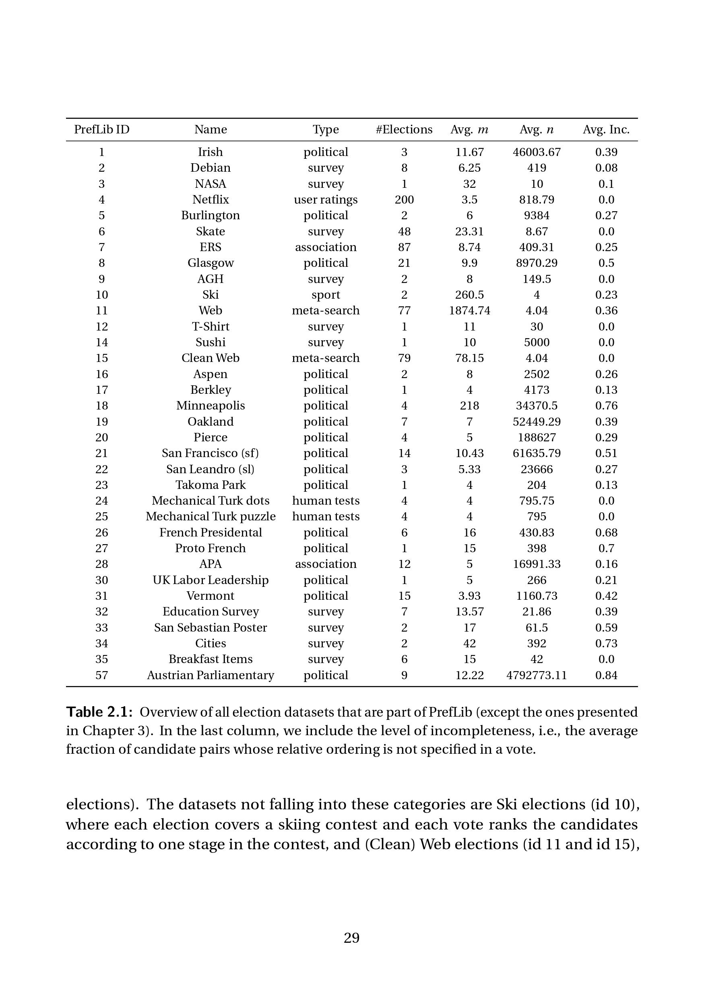 PrefLib ID Name Type #Elections Avg. m Avg. n Avg. Inc.
1 Irish political 3 11.67 46003.67 0.39
2 Debian survey 8 6.25 419 0.08
3 NASA survey 1 32 10 0.1
4 Netflix user ratings 200 3.5 818.79 0.0
5 Burlington political 2 6 9384 0.27
6 Skate survey 48 23.31 8.67 0.0
7 ERS association 87 8.74 409.31 0.25
8 Glasgow political 21 9.9 8970.29 0.5
9 AGH survey 2 8 149.5 0.0
10 Ski sport 2 260.5 4 0.23
11 Web meta-search 77 1874.74 4.04 0.36
12 T-Shirt survey 1 11 30 0.0
14 Sushi survey 1 10 5000 0.0
15 Clean Web meta-search 79 78.15 4.04 0.0
16 Aspen political 2 8 2502 0.26
17 Berkley political 1 4 4173 0.13
18 Minneapolis political 4 218 34370.5 0.76
19 Oakland political 7 7 52449.29 0.39
20 Pierce political 4 5 188627 0.29
21 San Francisco (sf) political 14 10.43 61635.79 0.51
22 San Leandro (sl) political 3 5.33 23666 0.27
23 Takoma Park political 1 4 204 0.13
24 Mechanical Turk dots human tests 4 4 795.75 0.0
25 Mechanical Turk puzzle human tests 4 4 795 0.0
26 French Presidental political 6 16 430.83 0.68
27 Proto French political 1 15 398 0.7
28 APA association 12 5 16991.33 0.16
30 UK Labor Leadership political 1 5 266 0.21
31 Vermont political 15 3.93 1160.73 0.42
32 Education Survey survey 7 13.57 21.86 0.39
33 San Sebastian Poster survey 2 17 61.5 0.59
34 Cities survey 2 42 392 0.73
35 Breakfast Items survey 6 15 42 0.0
57 Austrian Parliamentary political 9 12.22 4792773.11 0.84
Table 2.1: Overview of all election datasets that are part of PrefLib (except the ones presented
in Chapter 3). In the last column, we include the level of incompleteness, i.e., the average
fraction of candidate pairs whose relative ordering is not specified in a vote.
elections). The datasets not falling into these categories are Ski elections (id 10),
where each election covers a skiing contest and each vote ranks the candidates
according to one stage in the contest, and (Clean) Web elections (id 11 and id 15),
29